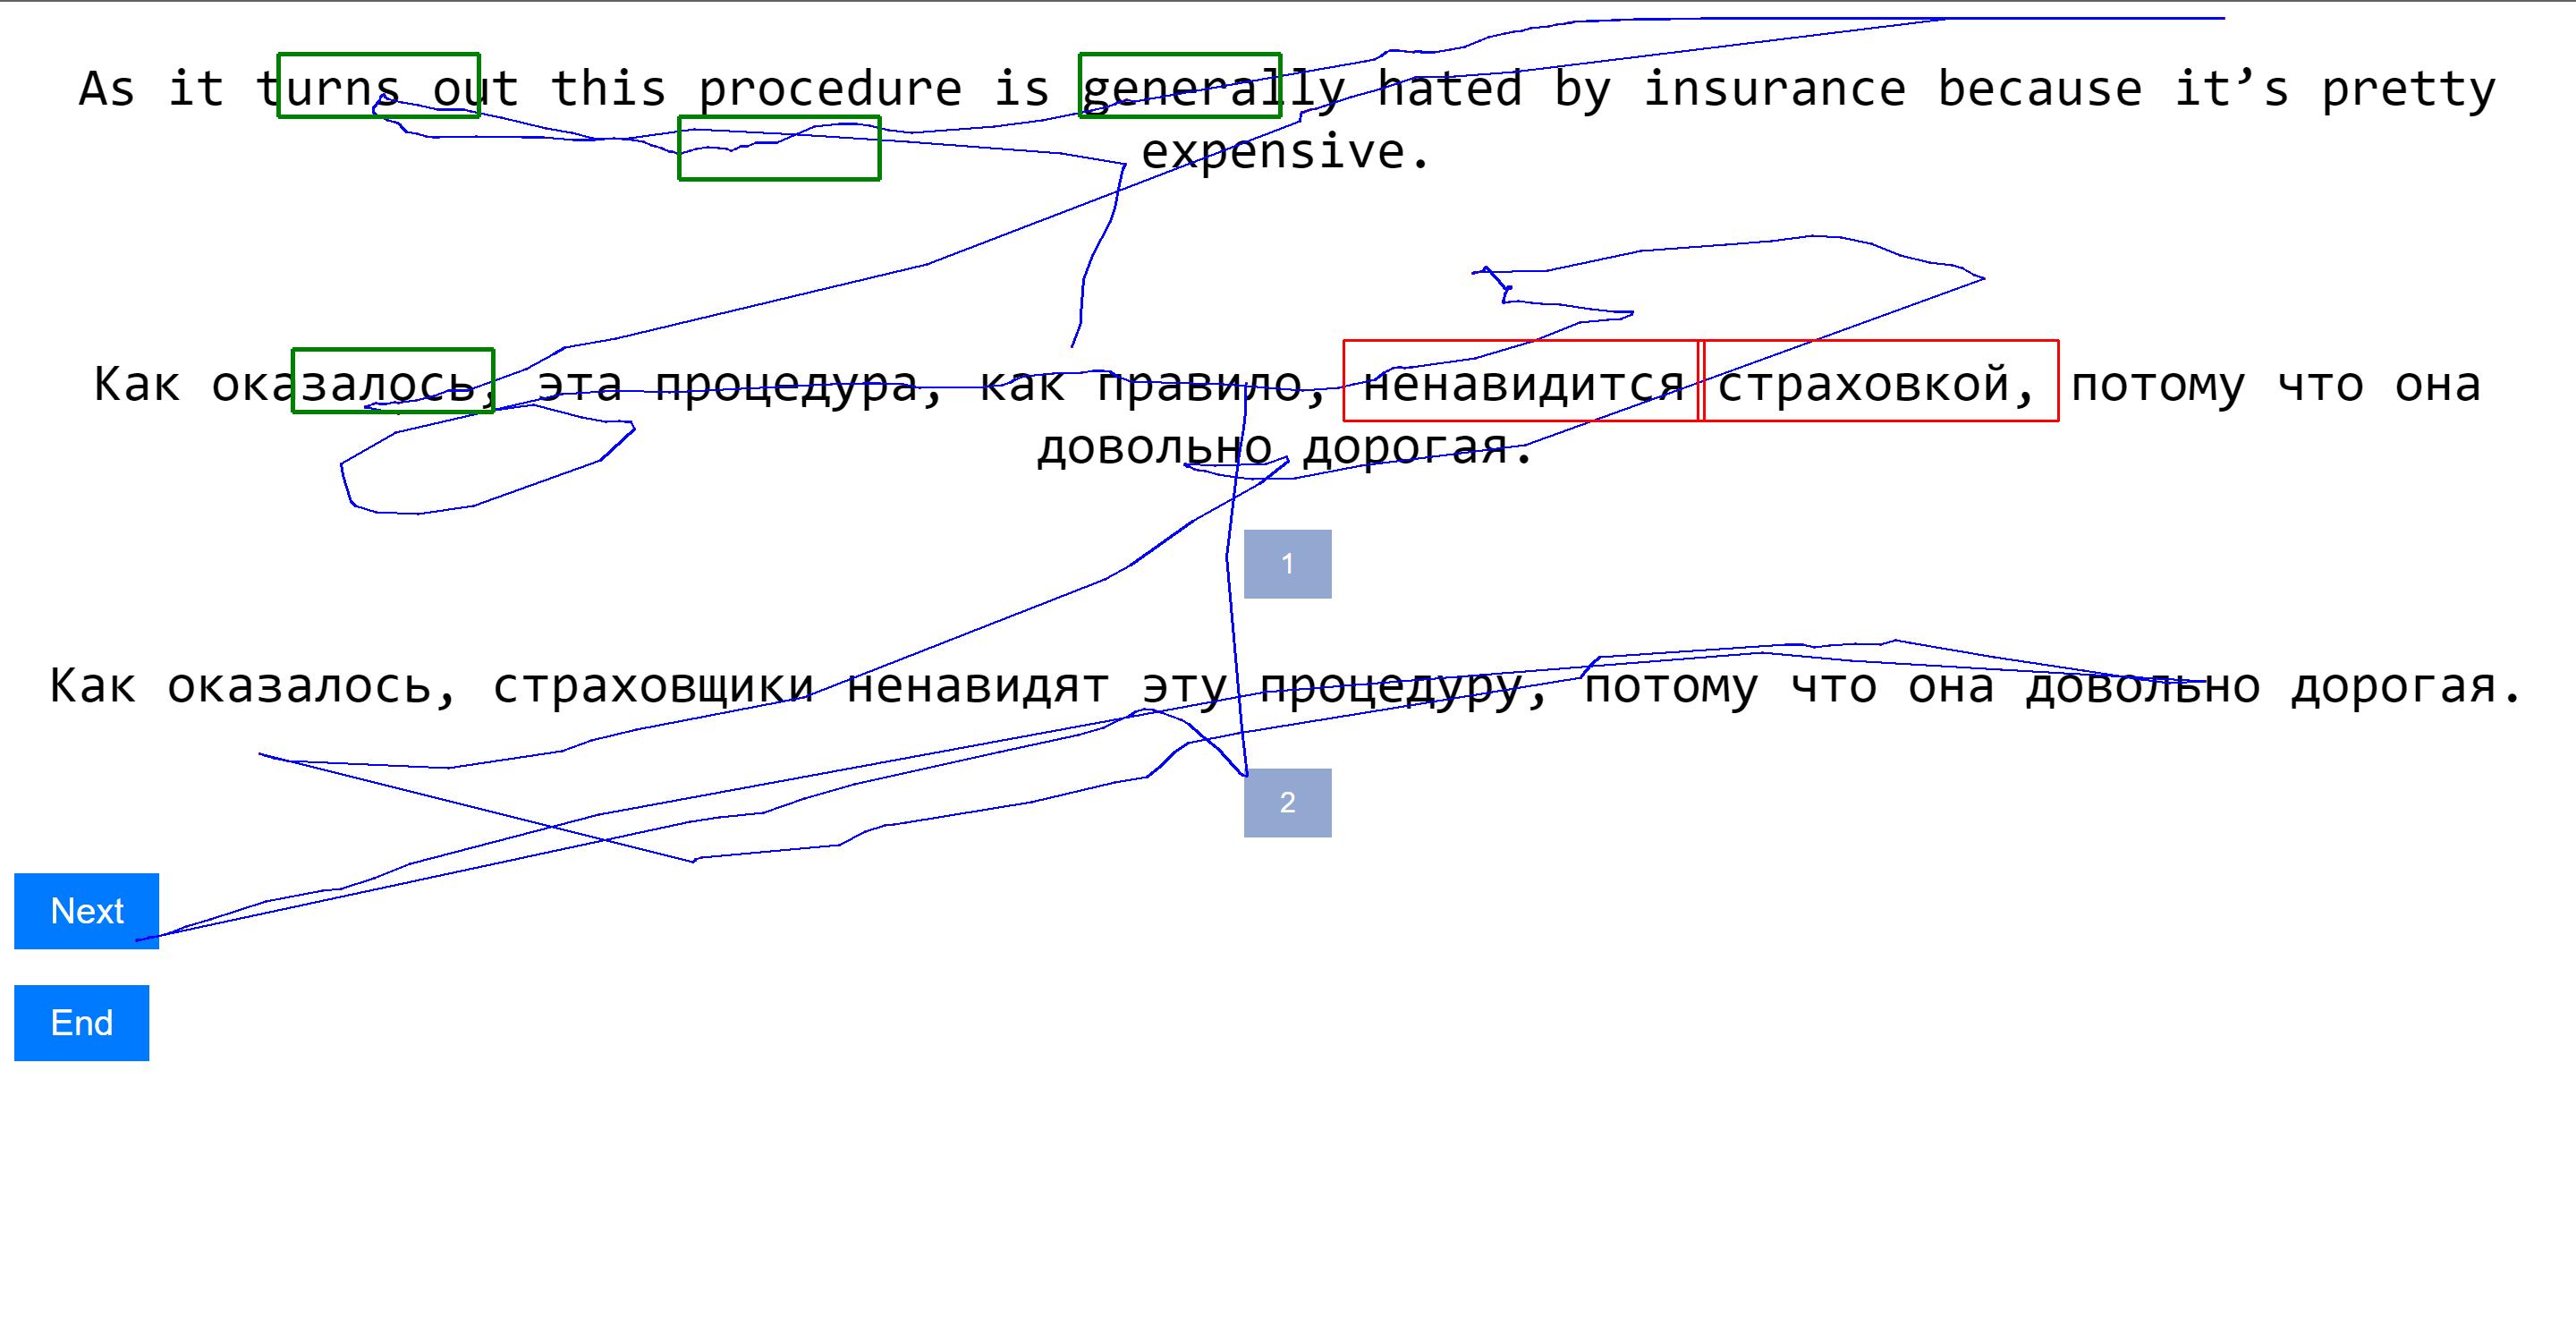 As it turns out this procedure is generally hated by insurance because it’s pretty
expensive.
Как оказалось, эта процедура, как правило, ненавидится страховкой, потому что она
довольно дорогая.
1
Как оказалось, страховщики ненавидят эту процедуру, потому что она довольно дорогая.
2
Next
End